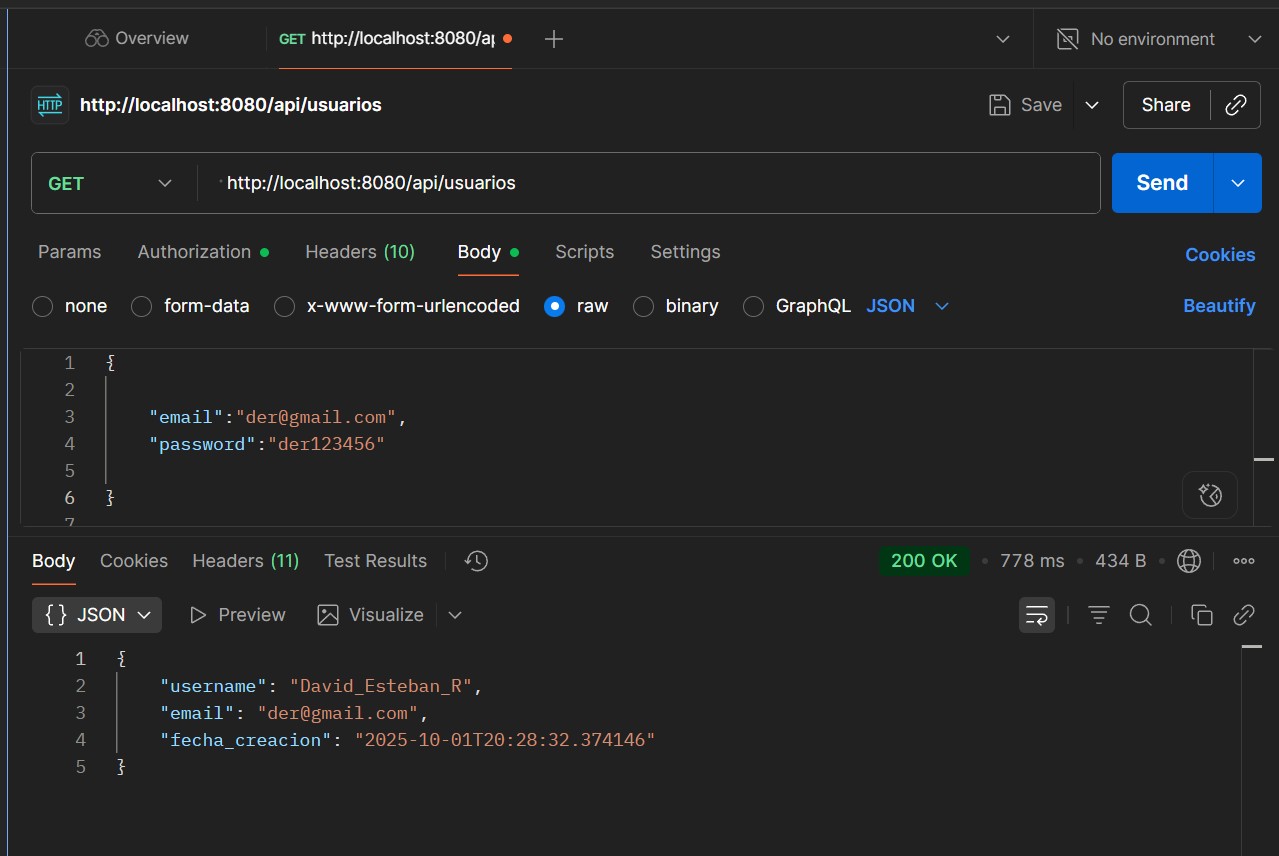 Overview GET http://localhost:8080/ap No environment
HTTP http://localhost:8080/api/usuarios Save Share
GET http://localhost:8080/api/usuarios Send
Params Authorization Headers (10) Body Scripts Settings Cookies
none form-data x-www-form-urlencoded raw binary GraphQL JSON Beautify
1 {
2
3 "email":"der@gmail.com",
4 "password":"der123456"
5
6 }
7
Body Cookies Headers (11) Test Results 200 OK • 778 ms • 434 B •
{} JSON Preview Visualize
1 {
2 "username": "David_Esteban_R",
3 "email": "der@gmail.com",
4 "fecha_creacion": "2025-10-01T20:28:32.374146"
5 }